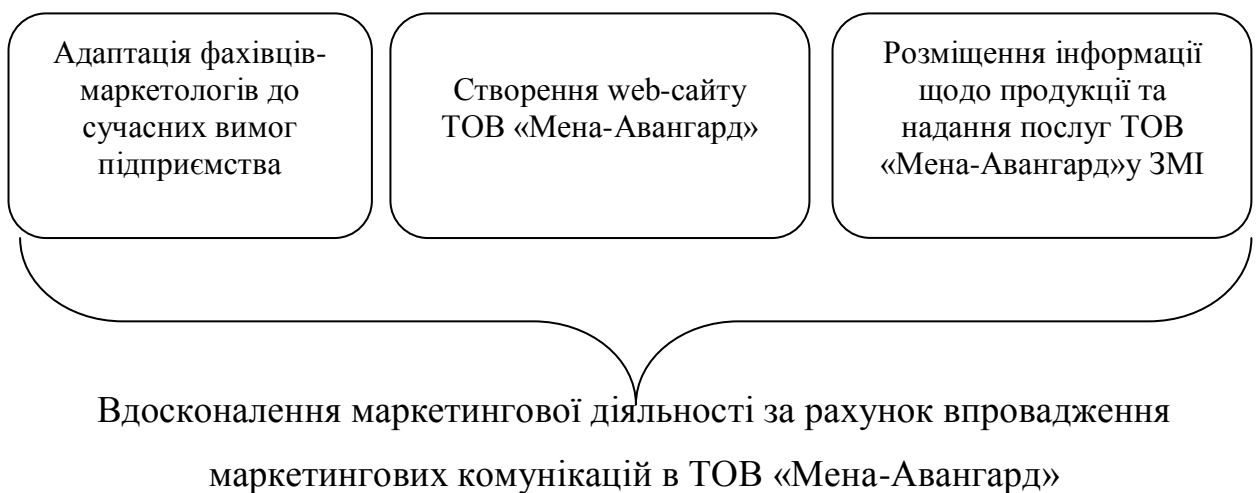 Адаптація фахівців-
маркетологів до
сучасних вимог
підприємства
Створення web-сайту
ТОВ «Мена-Авангард»
Розміщення інформації
щодо продукції та
надання послуг ТОВ
«Мена-Авангард»у ЗМІ
Вдосконалення маркетингової діяльності за рахунок впровадження
маркетингових комунікацій в ТОВ «Мена-Авангард»